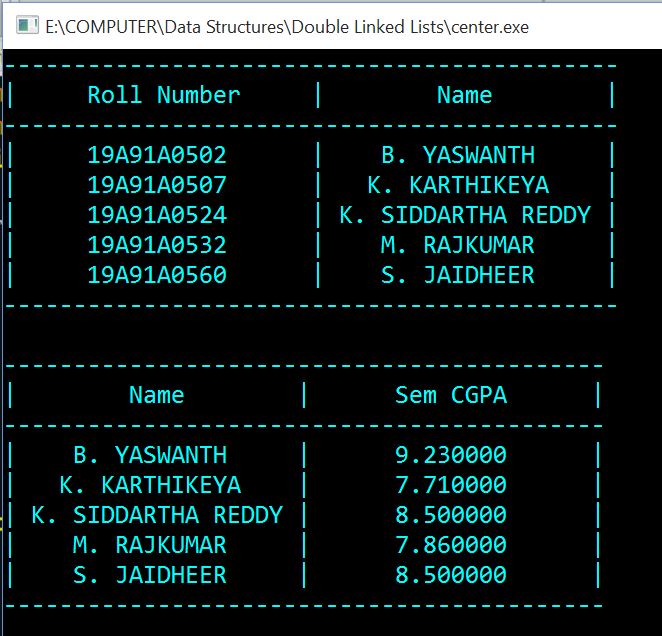 E:\COMPUTER\Data Structures\Double Linked Lists\center.exe
--------------------------------------------
|     Roll Number     |        Name        |
--------------------------------------------
|     19A91A0502      |    B. YASWANTH     |
|     19A91A0507      |   K. KARTHIKEYA    |
|     19A91A0524      | K. SIDDARTHA REDDY |
|     19A91A0532      |    M. RAJKUMAR     |
|     19A91A0560      |    S. JAIDHEER     |
--------------------------------------------
-------------------------------------------
|        Name        |      Sem CGPA      |
-------------------------------------------
|    B. YASWANTH     |      9.230000      |
|   K. KARTHIKEYA    |      7.710000      |
| K. SIDDARTHA REDDY |      8.500000      |
|    M. RAJKUMAR     |      7.860000      |
|    S. JAIDHEER     |      8.500000      |
-------------------------------------------